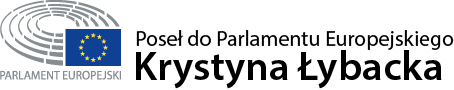 PARLAMENT EUROPEJSKI
Poseł do Parlamentu Europejskiego
Krystyna Łybacka